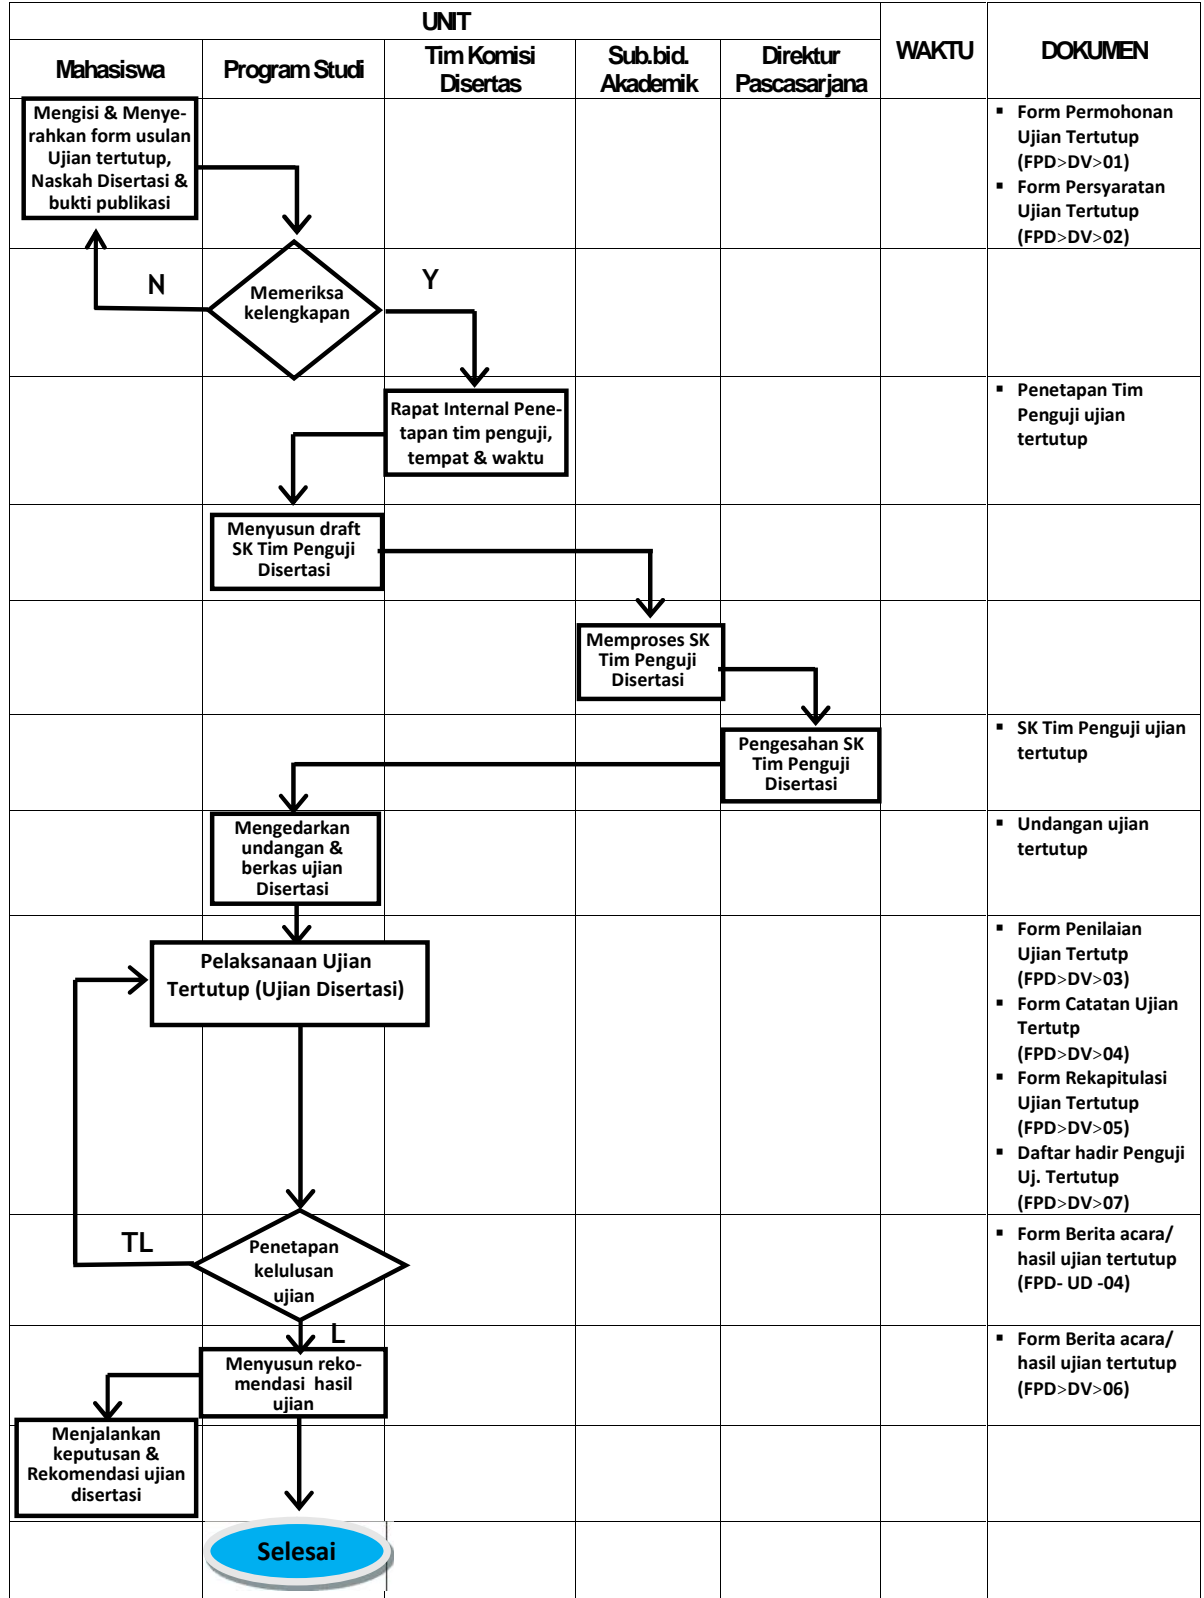 UNIT
WAKTU
DOKUMEN
Mahasiswa
Program Studi
Tim Komisi
Disertas
Sub.bid.
Akademik
Direktur
Pascasarjana
Mengisi & Menye-
rahkan form usulan
Ujian tertutup,
Naskah Disertasi &
bukti publikasi
▪ Form Permohonan
Ujian Tertutup
(FPD>DV>01)
▪ Form Persyaratan
Ujian Tertutup
(FPD>DV>02)
N
Memeriksa
kelengkapan
Y
Rapat Internal Pene-
tapan tim penguji,
tempat & waktu
▪ Penetapan Tim
Penguji ujian
tertutup
Menyusun draft
SK Tim Penguji
Disertasi
Memproses SK
Tim Penguji
Disertasi
Pengesahan SK
Tim Penguji
Disertasi
▪ SK Tim Penguji ujian
tertutup
Mengedarkan
undangan &
berkas ujian
Disertasi
▪ Undangan ujian
tertutup
Pelaksanaan Ujian
Tertutup (Ujian Disertasi)
▪ Form Penilaian
Ujian Tertutp
(FPD>DV>03)
▪ Form Catatan Ujian
Tertutp
(FPD>DV>04)
▪ Form Rekapitulasi
Ujian Tertutup
(FPD>DV>05)
▪ Daftar hadir Penguji
Uj. Tertutup
(FPD>DV>07)
TL
Penetapan
kelulusan
ujian
▪ Form Berita acara/
hasil ujian tertutup
(FPD- UD -04)
L
Menyusun reko-
mendasi hasil
ujian
▪ Form Berita acara/
hasil ujian tertutup
(FPD>DV>06)
Menjalankan
keputusan &
Rekomendasi ujian
disertasi
Selesai